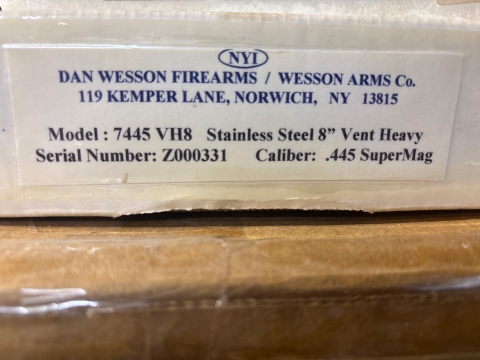 NYI
DAN WESSON FIREARMS / WESSON ARMS Co.
119 KEMPER LANE, NORWICH, NY 13815
Model : 7445 VH8 Stainless Steel 8” Vent Heavy
Serial Number: Z000331 Caliber: .445 SuperMag